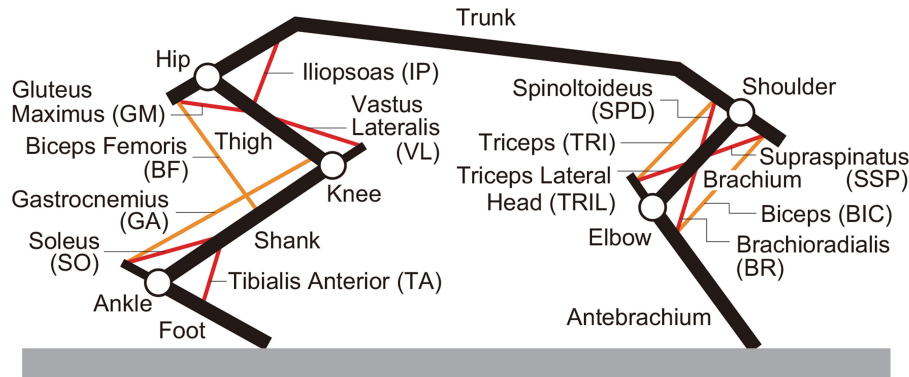 Trunk
Hip
Iliopsoas (IP)
Gluteus
Maximus (GM)
Vastus
Lateralis
(VL)
Thigh
Biceps Femoris
(BF)
Knee
Gastrocnemius
(GA)
Shank
Soleus
(SO)
Tibialis Anterior (TA)
Ankle
Foot
Shoulder
Spinoltoideus
(SPD)
Triceps (TRI)
Supraspinatus
(SSP)
Triceps Lateral
Head (TRIL)
Brachium
Biceps (BIC)
Elbow
Brachioradialis
(BR)
Antebrachium